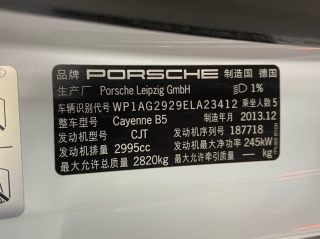 品牌 PORSCHE 制造国 德国
生产厂 Porsche Leipzig GmbH 1%
车辆识别代号 WP1AG2929ELA23412 乘坐人数 5
整车型号 Cayenne B5 制造年月 2013.12
发动机型号 CJT 发动机序列号 187718
发动机排量 2995cc 发动机最大净功率 245kW
最大允许总质量 2820kg 最大允许牵引质量 — kg